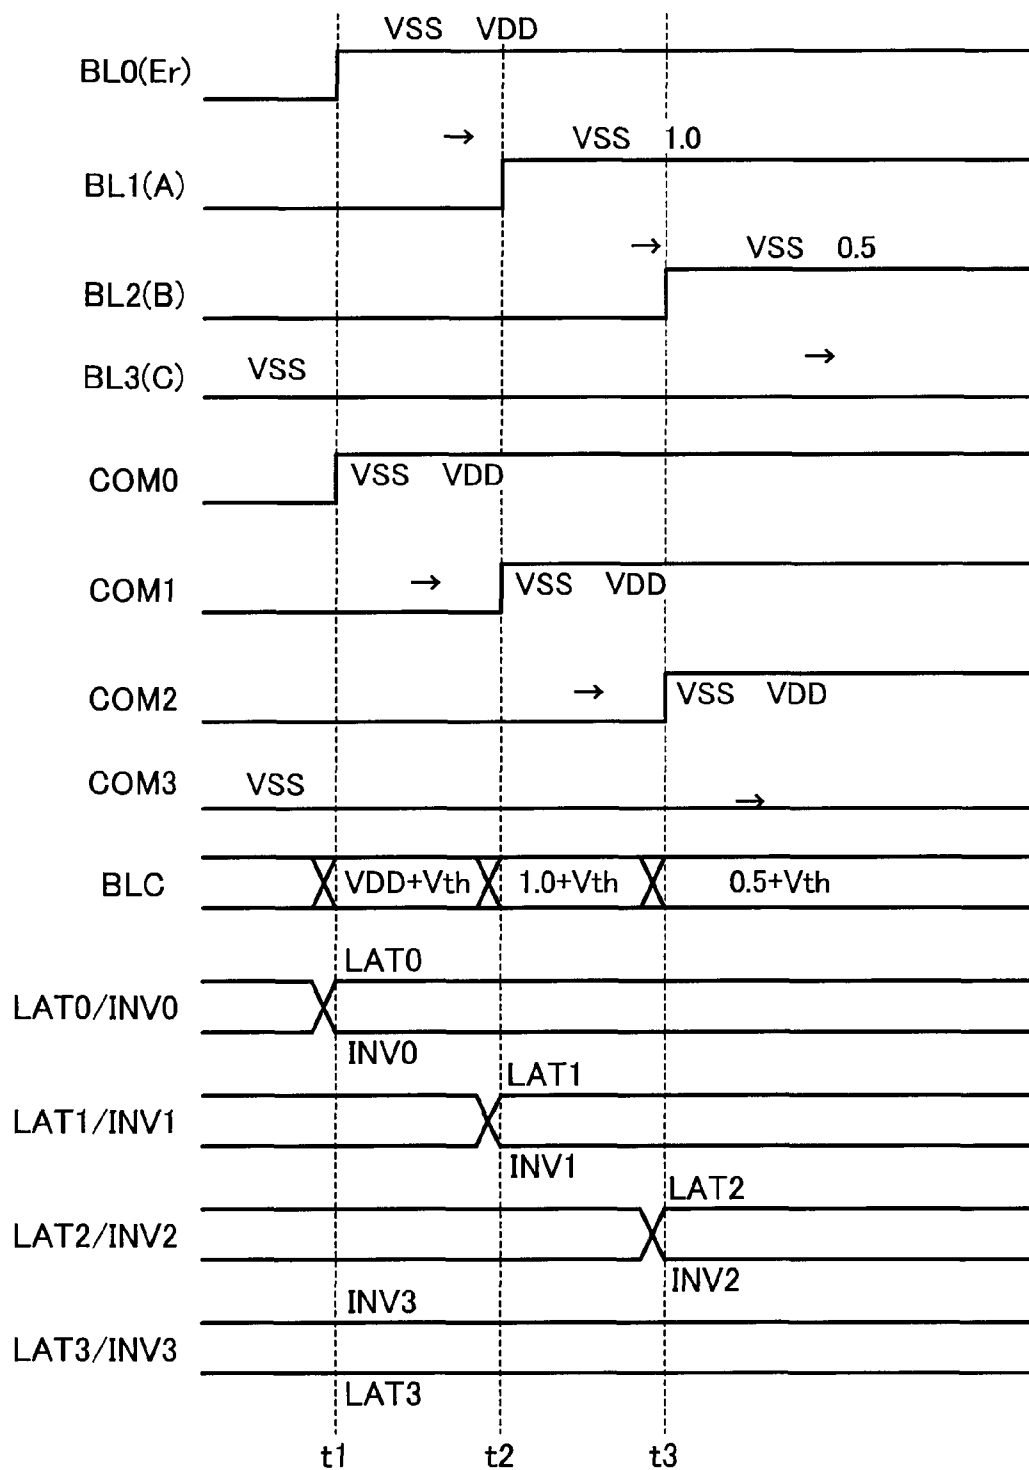 VSS VDD
BL0(Er)
→ VSS 1.0
BL1(A)
→ VSS 0.5
BL2(B)
VSS →
BL3(C)
COM0 VSS VDD
COM1 → VSS VDD
COM2 → VSS VDD
COM3 VSS →
BLC VDD+Vth 1.0+Vth 0.5+Vth
LAT0
LAT0/INV0
INV0
LAT1
LAT1/INV1
INV1
LAT2
LAT2/INV2
INV2
INV3
LAT3/INV3
LAT3
t1 t2 t3